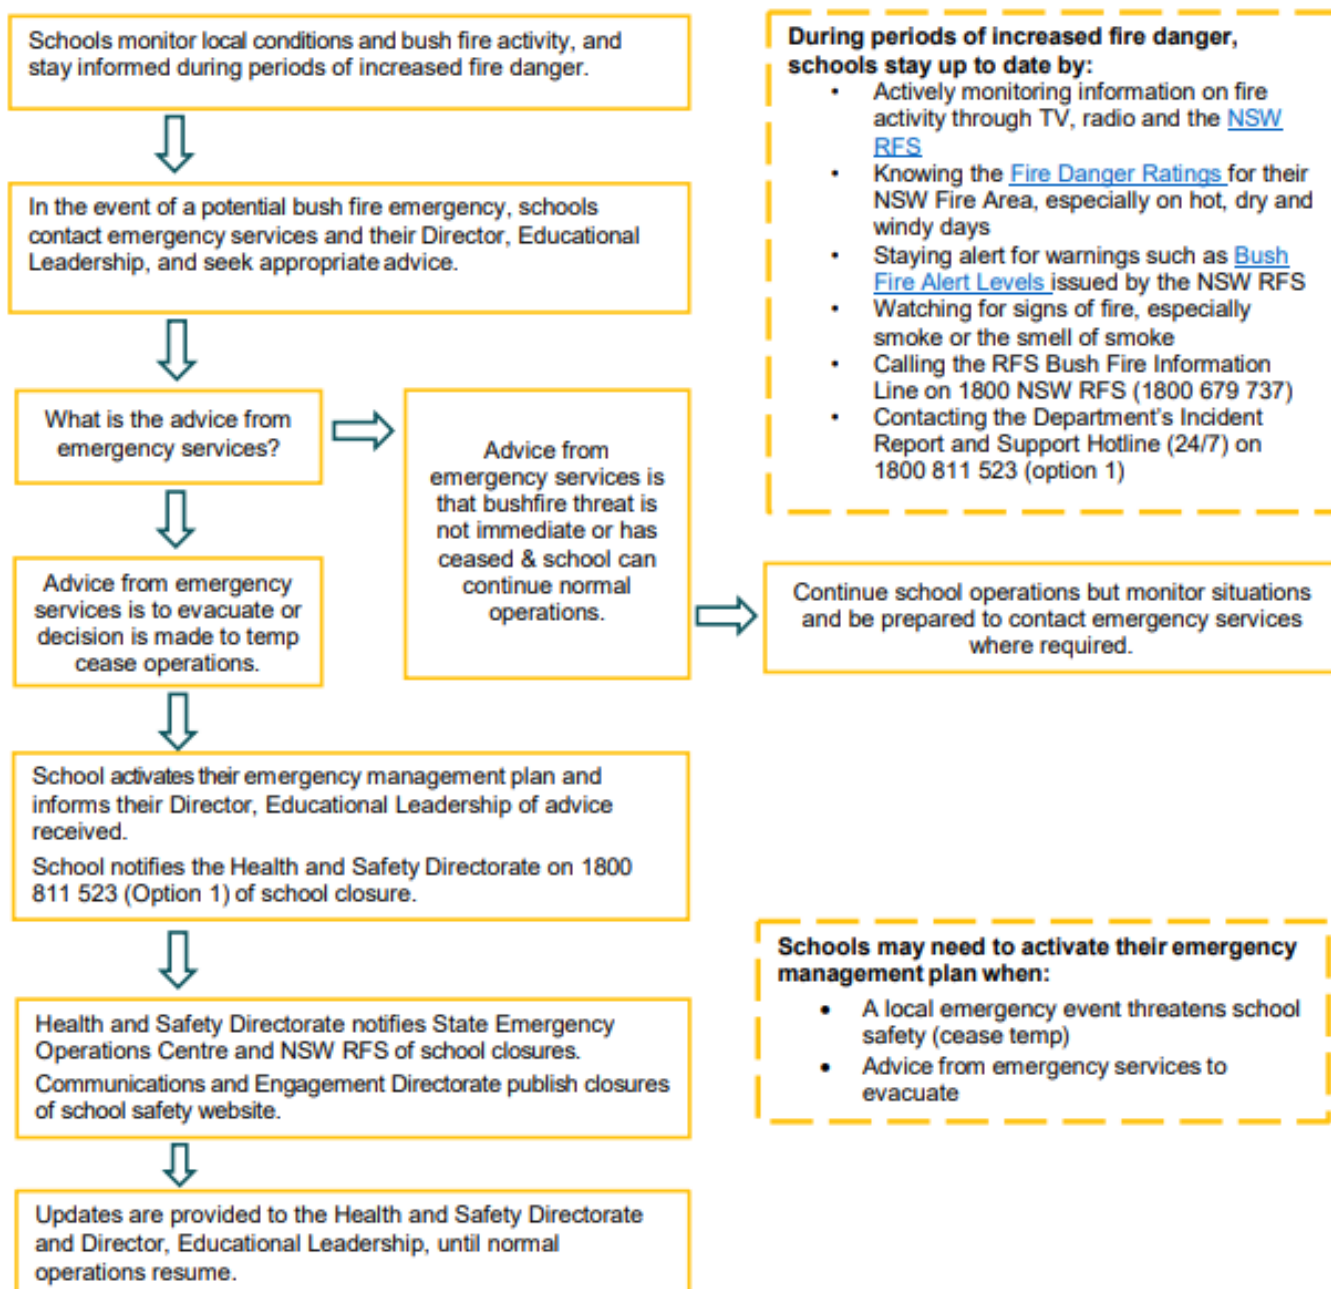 Schools monitor local conditions and bush fire activity, and
stay informed during periods of increased fire danger.
In the event of a potential bush fire emergency, schools
contact emergency services and their Director, Educational
Leadership, and seek appropriate advice.
What is the advice from
emergency services?
Advice from
emergency services is
that bushfire threat is
not immediate or has
ceased & school can
continue normal
operations.
Continue school operations but monitor situations
and be prepared to contact emergency services
where required.
Advice from emergency
services is to evacuate or
decision is made to temp
cease operations.
School activates their emergency management plan and
informs their Director, Educational Leadership of advice
received.
School notifies the Health and Safety Directorate on 1800
811 523 (Option 1) of school closure.
Health and Safety Directorate notifies State Emergency
Operations Centre and NSW RFS of school closures.
Communications and Engagement Directorate publish closures
of school safety website.
Updates are provided to the Health and Safety Directorate
and Director, Educational Leadership, until normal
operations resume.
During periods of increased fire danger,
schools stay up to date by:
• Actively monitoring information on fire
activity through TV, radio and the NSW
RFS
• Knowing the Fire Danger Ratings for their
NSW Fire Area, especially on hot, dry and
windy days
• Staying alert for warnings such as Bush
Fire Alert Levels issued by the NSW RFS
• Watching for signs of fire, especially
smoke or the smell of smoke
• Calling the RFS Bush Fire Information
Line on 1800 NSW RFS (1800 679 737)
• Contacting the Department's Incident
Report and Support Hotline (24/7) on
1800 811 523 (option 1)
Schools may need to activate their emergency
management plan when:
• A local emergency event threatens school
safety (cease temp)
• Advice from emergency services to
evacuate